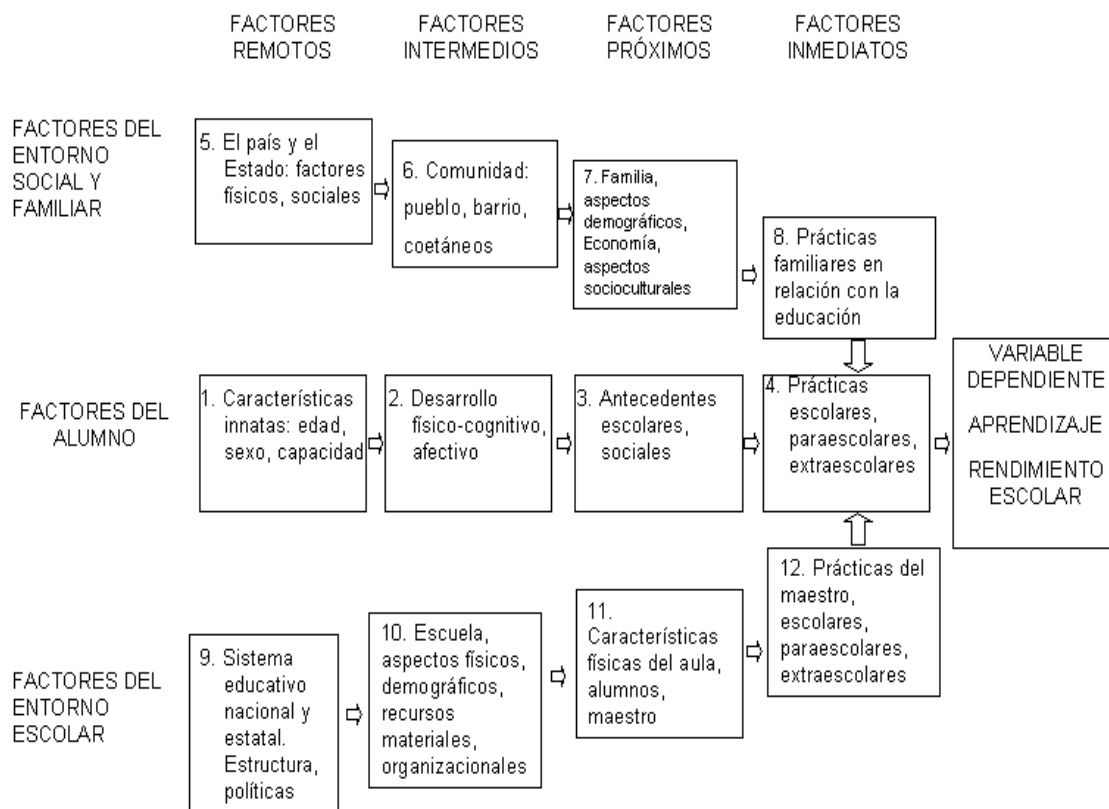 FACTORES
REMOTOS
FACTORES
INTERMEDIOS
FACTORES
PRÓXIMOS
FACTORES
INMEDIATOS
FACTORES DEL
ENTORNO
SOCIAL Y
FAMILIAR
5. El país y el
Estado: factores
físicos, sociales
6. Comunidad:
pueblo, barrio,
coetáneos
7. Familia,
aspectos
demográficos,
Economía,
aspectos
socioculturales
8. Prácticas
familiares en
relación con la
educación
FACTORES DEL
ALUMNO
1. Características
innatas: edad,
sexo, capacidad
2. Desarrollo
físico-cognitivo,
afectivo
3. Antecedentes
escolares,
sociales
4. Prácticas
escolares,
paraescolares,
extraescolares
VARIABLE
DEPENDIENTE
APRENDIZAJE
RENDIMIENTO
ESCOLAR
FACTORES DEL
ENTORNO
ESCOLAR
9. Sistema
educativo
nacional y
estatal.
Estructura,
políticas
10. Escuela,
aspectos físicos,
demográficos,
recursos
materiales,
organizacionales
11.
Características
físicas del aula,
alumnos,
maestro
12. Prácticas del
maestro,
escolares,
paraescolares,
extraescolares